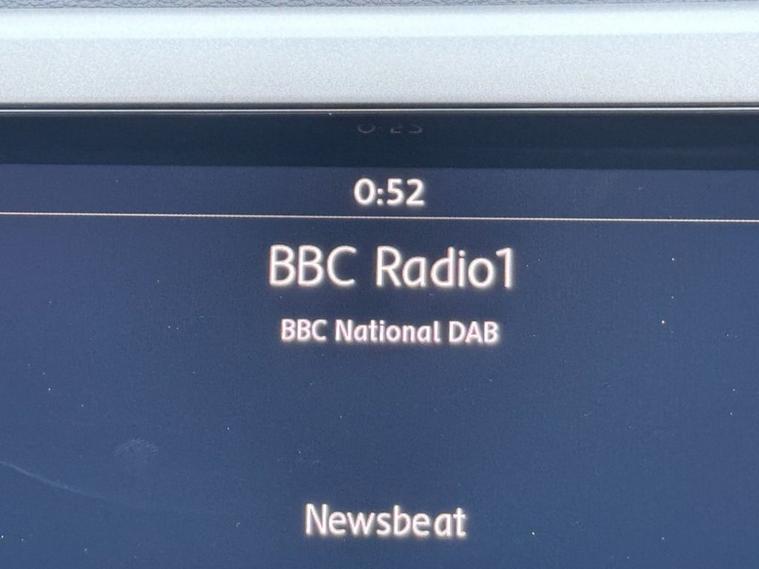 0:52
BBC Radio1
BBC National DAB
Newsbeat